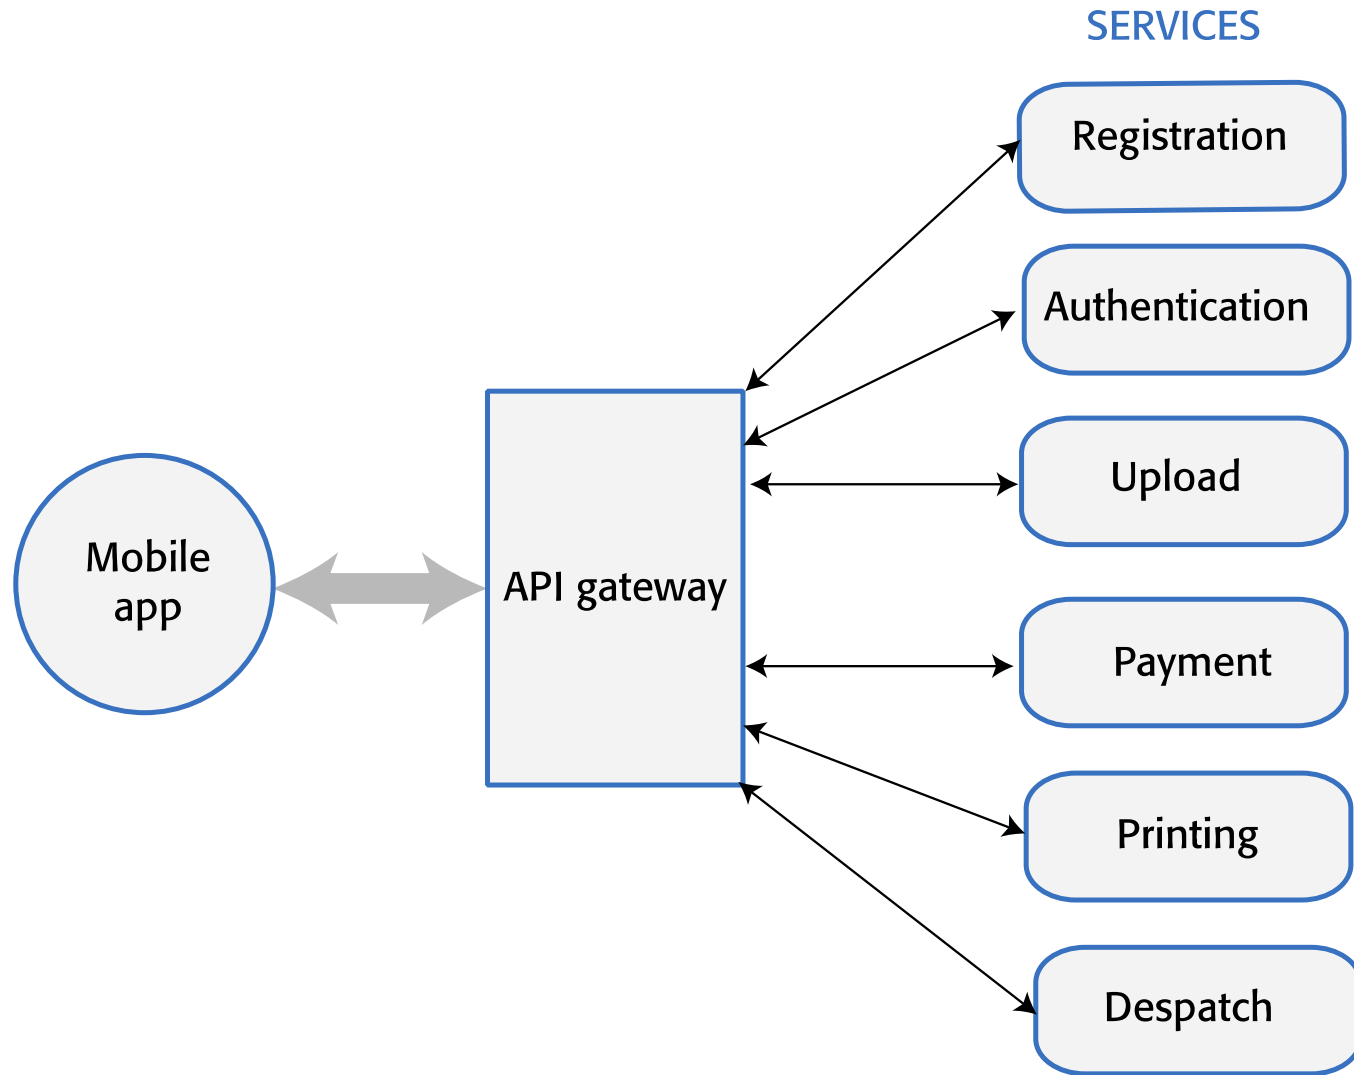 SERVICES
Registration
Authentication
Upload
Mobile
app
API gateway
Payment
Printing
Despatch